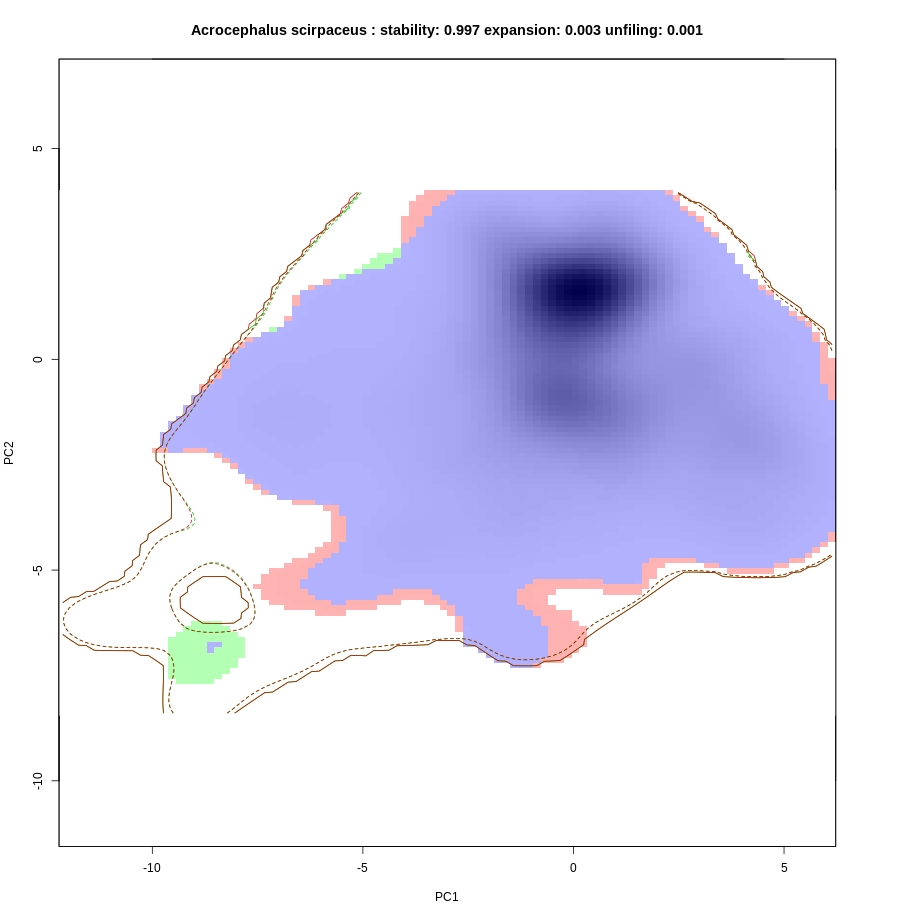 Acrocephalus scirpaceus : stability: 0.997 expansion: 0.003 unfiling: 0.001
5
0
-5
-10
PC2
-10 -5 0 5
PC1